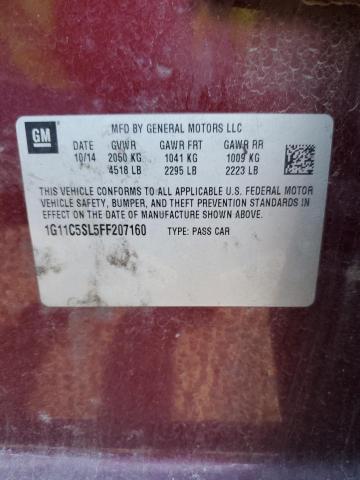 GM
MFD BY GENERAL MOTORS LLC
DATE GVWR GAWR FRT GAWR RR
10/14 2050 KG 1041 KG 1009 KG
4518 LB 2295 LB 2223 LB
THIS VEHICLE CONFORMS TO ALL APPLICABLE U.S. FEDERAL MOTOR
VEHICLE SAFETY, BUMPER, AND THEFT PREVENTION STANDARDS
IN EFFECT ON THE DATE OF MANUFACTURE SHOWN ABOVE.
1G11C5SL5FF207160 TYPE: PASS CAR